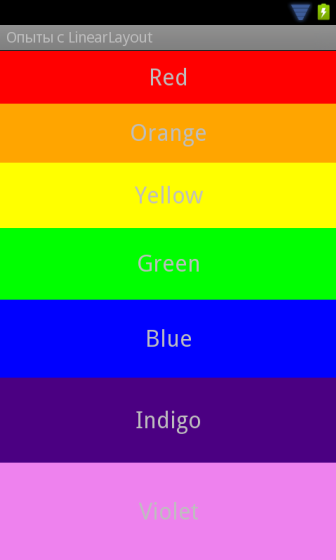 Опыты с LinearLayout
Red
Orange
Yellow
Green
Blue
Indigo
Violet